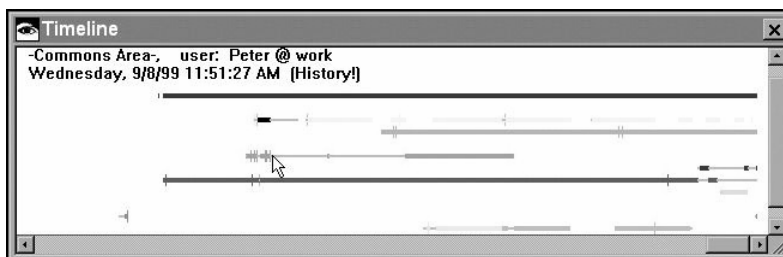 Timeline
-Commons Area-, user: Peter @ work
Wednesday, 9/8/99 11:51:27 AM (History!)